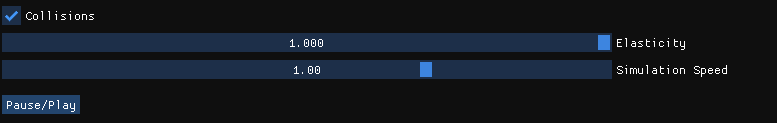 Collisions
1.000 Elasticity
1.00 Simulation Speed
Pause/Play